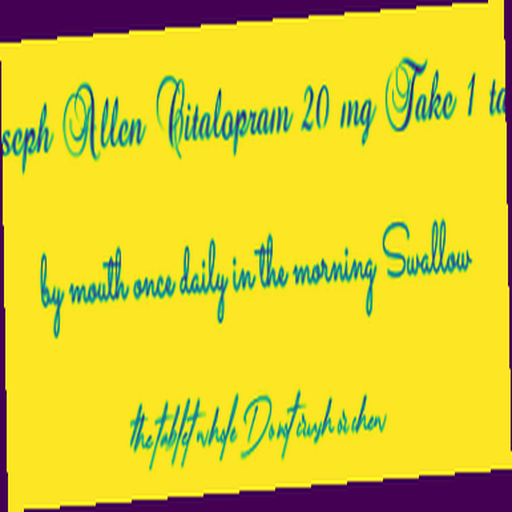 seph Allen Citalopram 20 mg Take 1 ta
by mouth once daily in the morning Swallow
the tablet whole Don't crush or chew